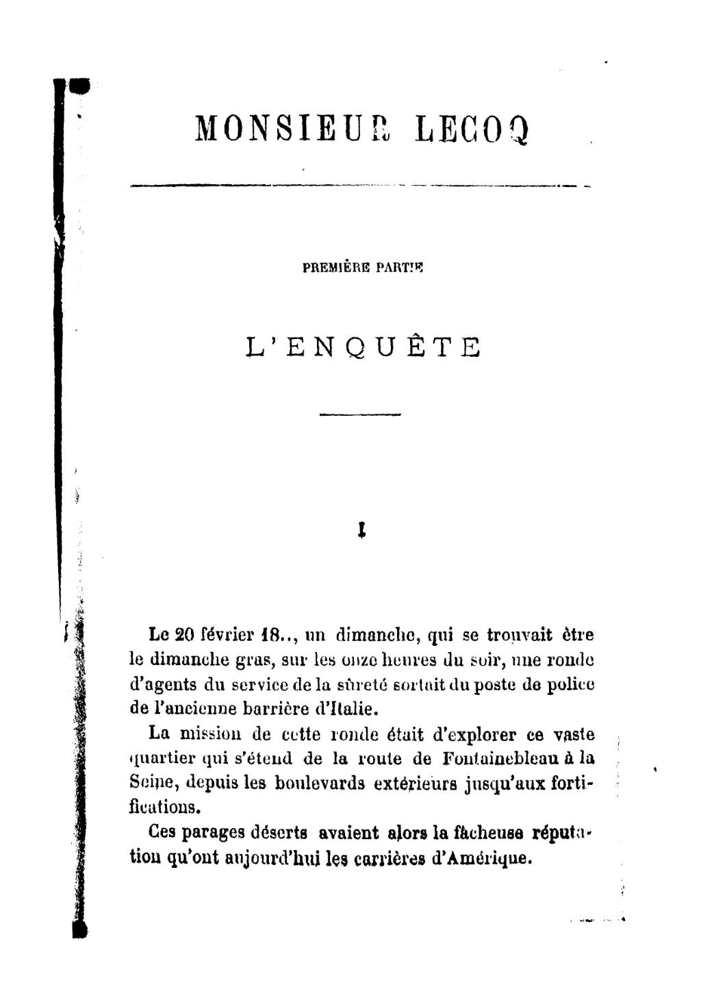 MONSIEUR LECOQ
PREMIÈRE PARTIE
L'ENQUÊTE
I
Le 20 février 18.., un dimanche, qui se trouvait être
le dimanche gras, sur les onze heures du soir, une ronde
d'agents du service de la sûreté sortait du poste de police
de l'ancienne barrière d'Italie.
La mission de cette ronde était d'explorer ce vaste
quartier qui s'étend de la route de Fontainebleau à la
Seine, depuis les boulevards extérieurs jusqu'aux forti-
fications.
Ces parages déserts avaient alors la fâcheuse réputa-
tion qu'ont aujourd'hui les carrières d'Amérique.